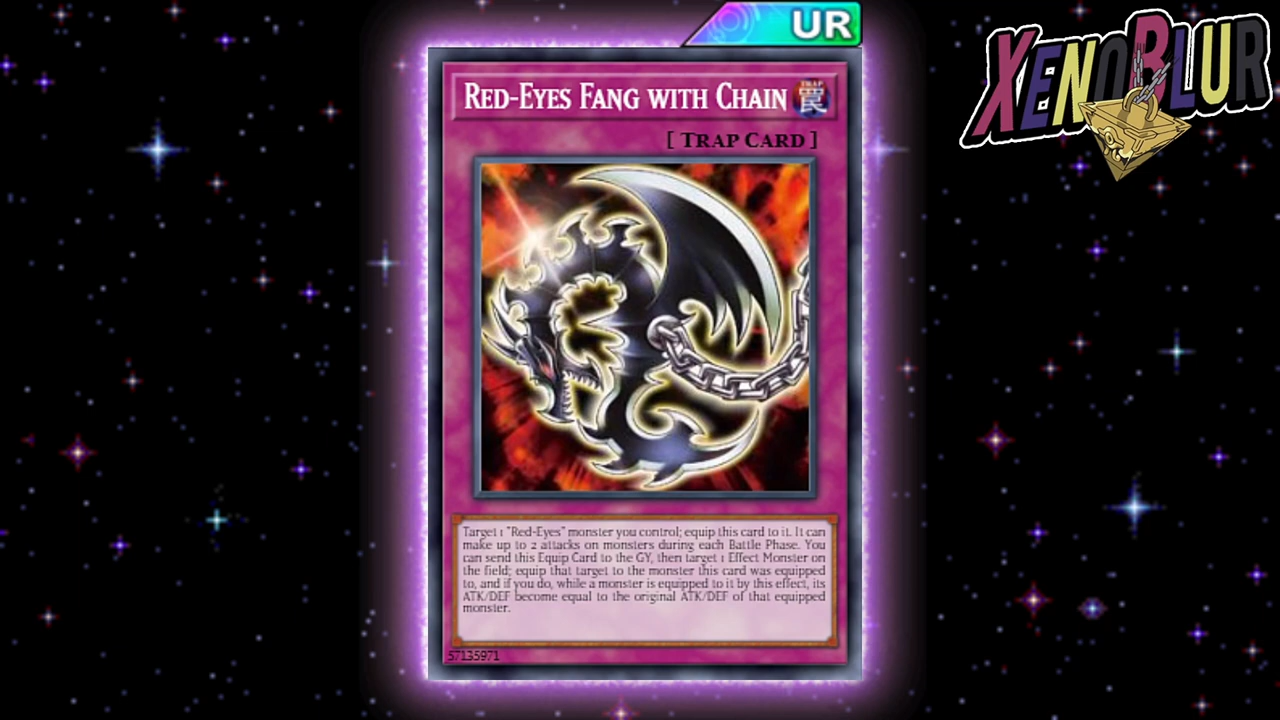 UR
XENOBLUR
RED-EYES FANG WITH CHAIN
TRAP
罠
[ TRAP CARD ]
Target 1 "Red-Eyes" monster you control; equip this card to it. It can
make up to 2 attacks on monsters during each Battle Phase. You
can send this Equip Card to the GY, then target 1 Effect Monster on
the field; equip that target to the monster this card was equipped
to, and if you do, while a monster is equipped to it by this effect, its
ATK/DEF become equal to the original ATK/DEF of that equipped
monster.
57135971